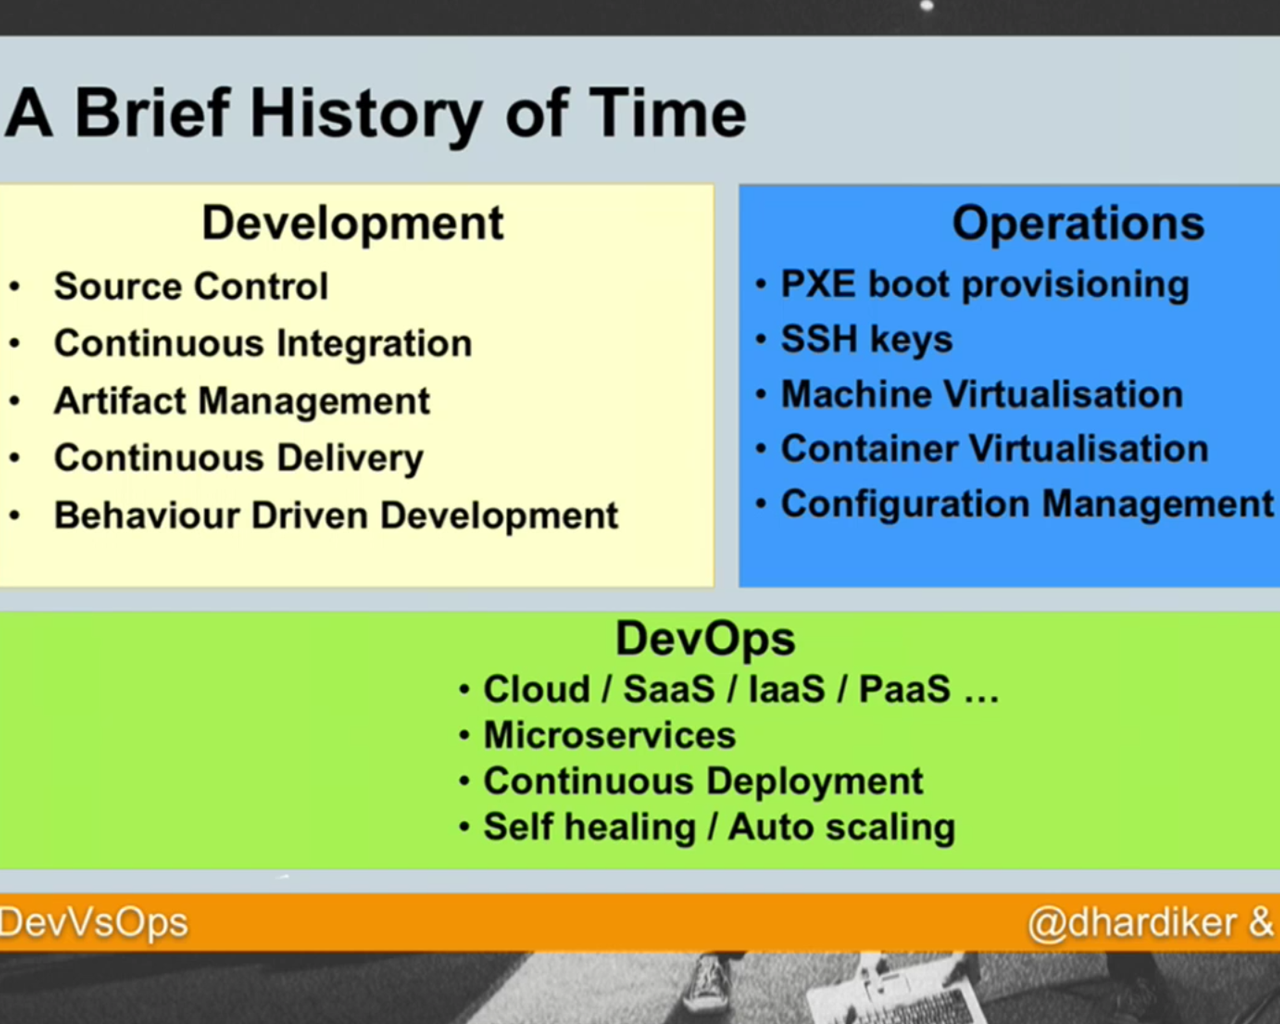 A Brief History of Time
Development
• Source Control
• Continuous Integration
• Artifact Management
• Continuous Delivery
• Behaviour Driven Development
Operations
• PXE boot provisioning
• SSH keys
• Machine Virtualisation
• Container Virtualisation
• Configuration Management
DevOps
• Cloud / SaaS / IaaS / PaaS …
• Microservices
• Continuous Deployment
• Self healing / Auto scaling
DevVsOps
@dhardiker &